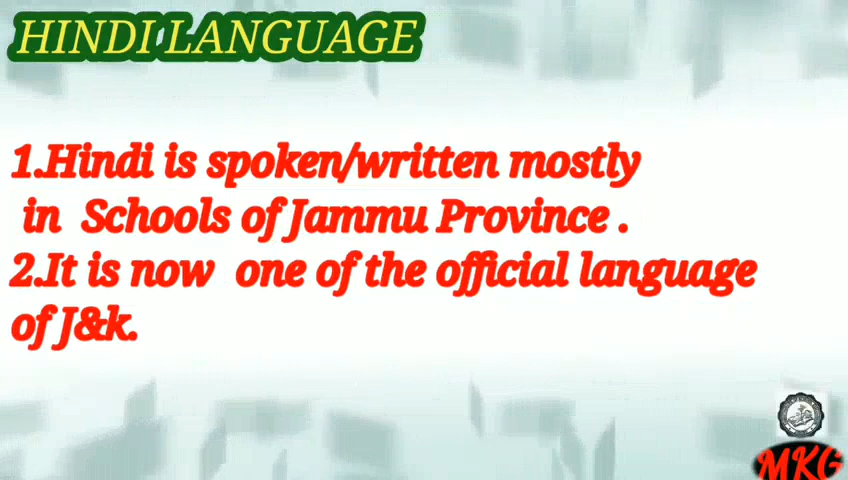 HINDI LANGUAGE
1.Hindi is spoken/written mostly
in Schools of Jammu Province .
2.It is now one of the official language
of J&k.
MKG